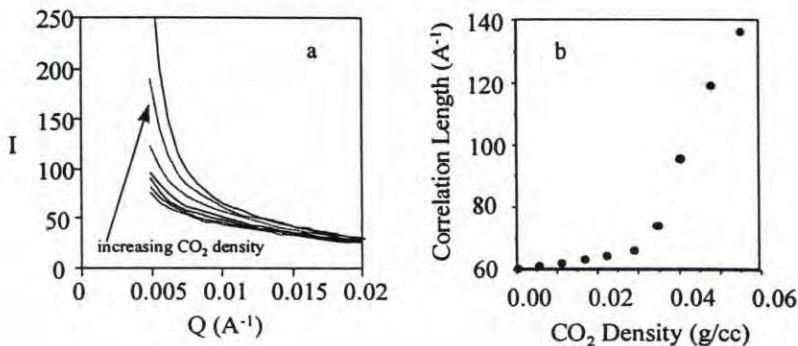 a
250
200
150
I
100
50
0
increasing CO₂ density
0
0.005
0.01
0.015
0.02
Q (A⁻¹)
b
Correlation Length (A⁻¹)
140
120
100
80
60
0.00
0.02
0.04
0.06
CO₂ Density (g/cc)